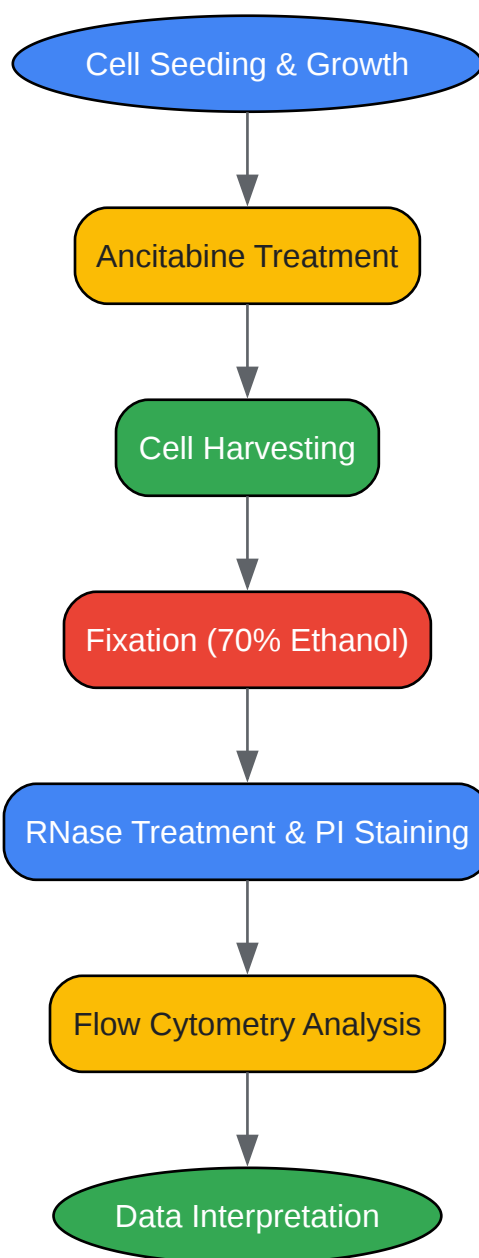 Cell Seeding & Growth
Ancitabine Treatment
Cell Harvesting
Fixation (70% Ethanol)
RNase Treatment & PI Staining
Flow Cytometry Analysis
Data Interpretation